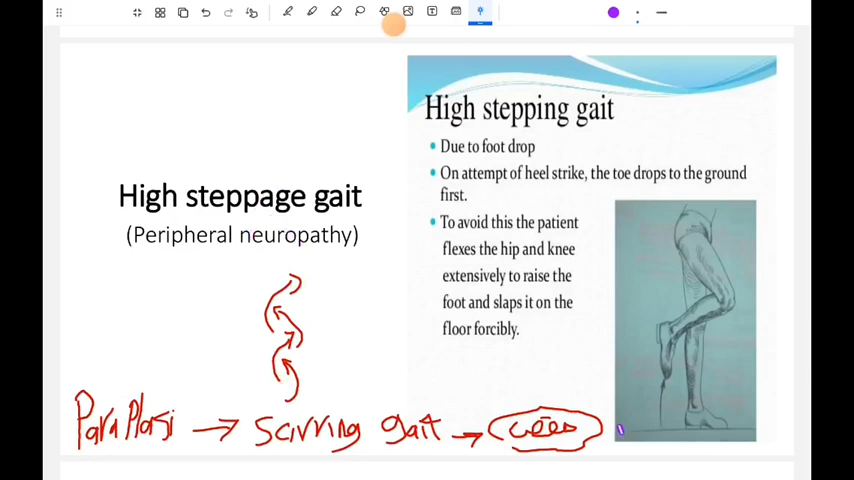 High steppage gait
(Peripheral neuropathy)
High stepping gait
Due to foot drop
On attempt of heel strike, the toe drops to the ground
first.
To avoid this the patient
flexes the hip and knee
extensively to raise the
foot and slaps it on the
floor forcibly.
ParaPlasi → Scirring gait →